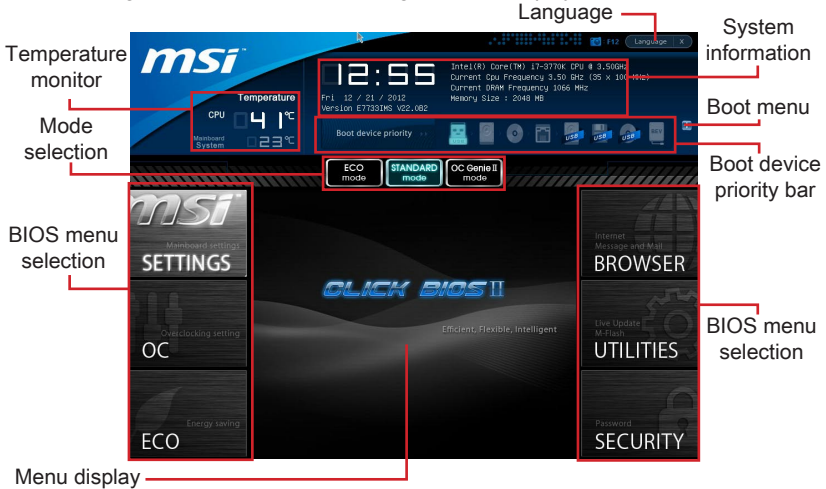 Language
System
information
Temperature
monitor
Mode
selection
Boot menu
Boot device
priority bar
BIOS menu
selection
BIOS menu
selection
Menu display
msi
F12
Language X
12:55
Fri 12 / 21 / 2012
Version E7733IMS V22.0B2
Intel(R) Core(TM) i7-3770K CPU @ 3.50GHz
Current Cpu Frequency 3.50 GHz (35 x 100 MHz)
Current DRAM Frequency 1066 MHz
Memory Size : 2048 MB
Temperature
CPU 41°C
Mainboard
System 23°C
Boot device priority
USB
USB
USB
ECO
mode
STANDARD
mode
OC Genie II
mode
msi
Mainboard settings
SETTINGS
Overclocking setting
OC
Energy saving
ECO
CLICK BIOS II
Efficient, Flexible, Intelligent
Internet
Message and Mail
BROWSER
Live Update
M-Flash
UTILITIES
Password
SECURITY